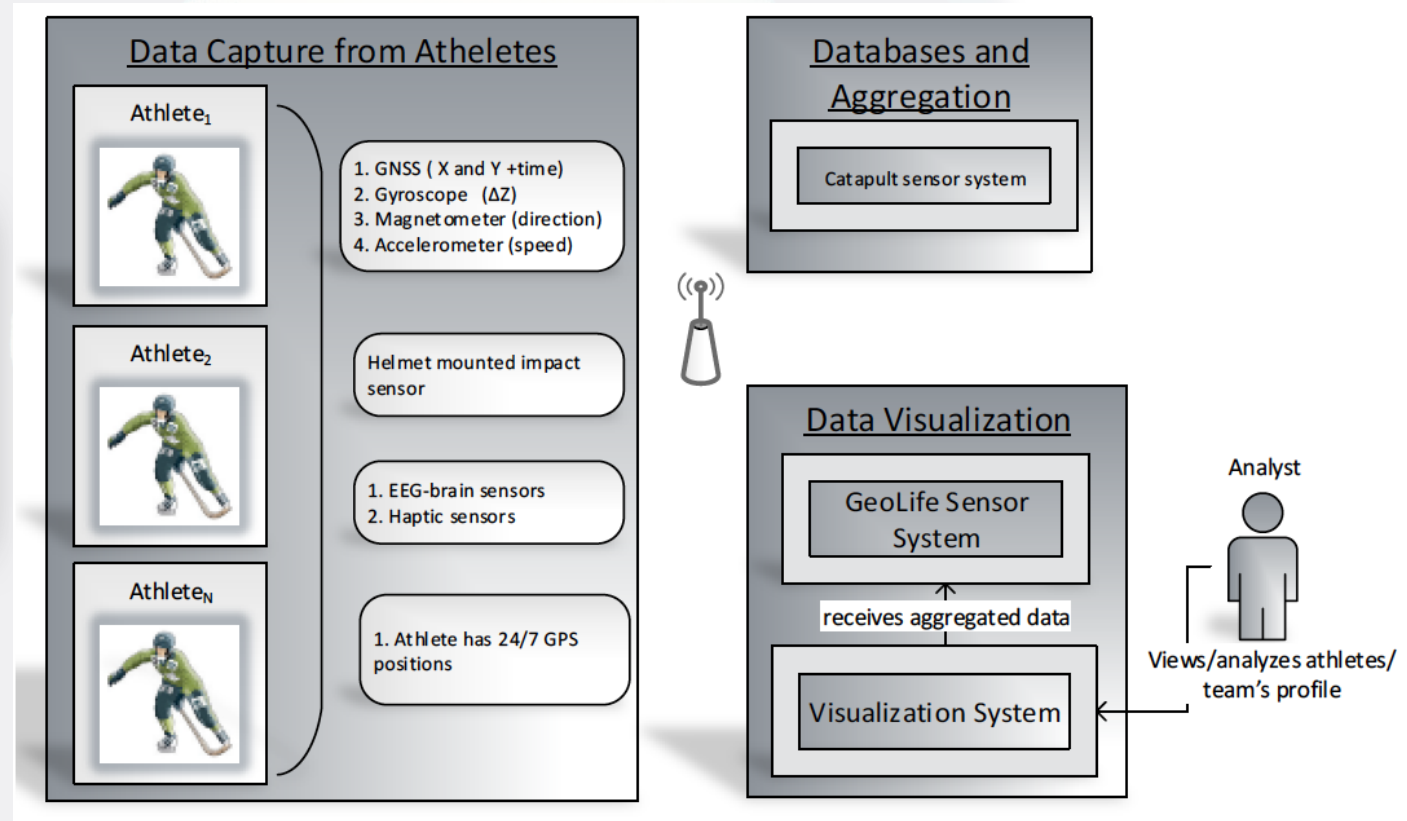 Data Capture from Atheletes
Athlete1
Athlete2
AthleteN
1. GNSS ( X and Y +time)
2. Gyroscope (ΔZ)
3. Magnetometer (direction)
4. Accelerometer (speed)
Helmet mounted impact
sensor
1. EEG-brain sensors
2. Haptic sensors
1. Athlete has 24/7 GPS
positions
Databases and
Aggregation
Catapult sensor system
Data Visualization
GeoLife Sensor
System
receives aggregated data
Visualization System
Analyst
Views/analyzes athletes/
team's profile